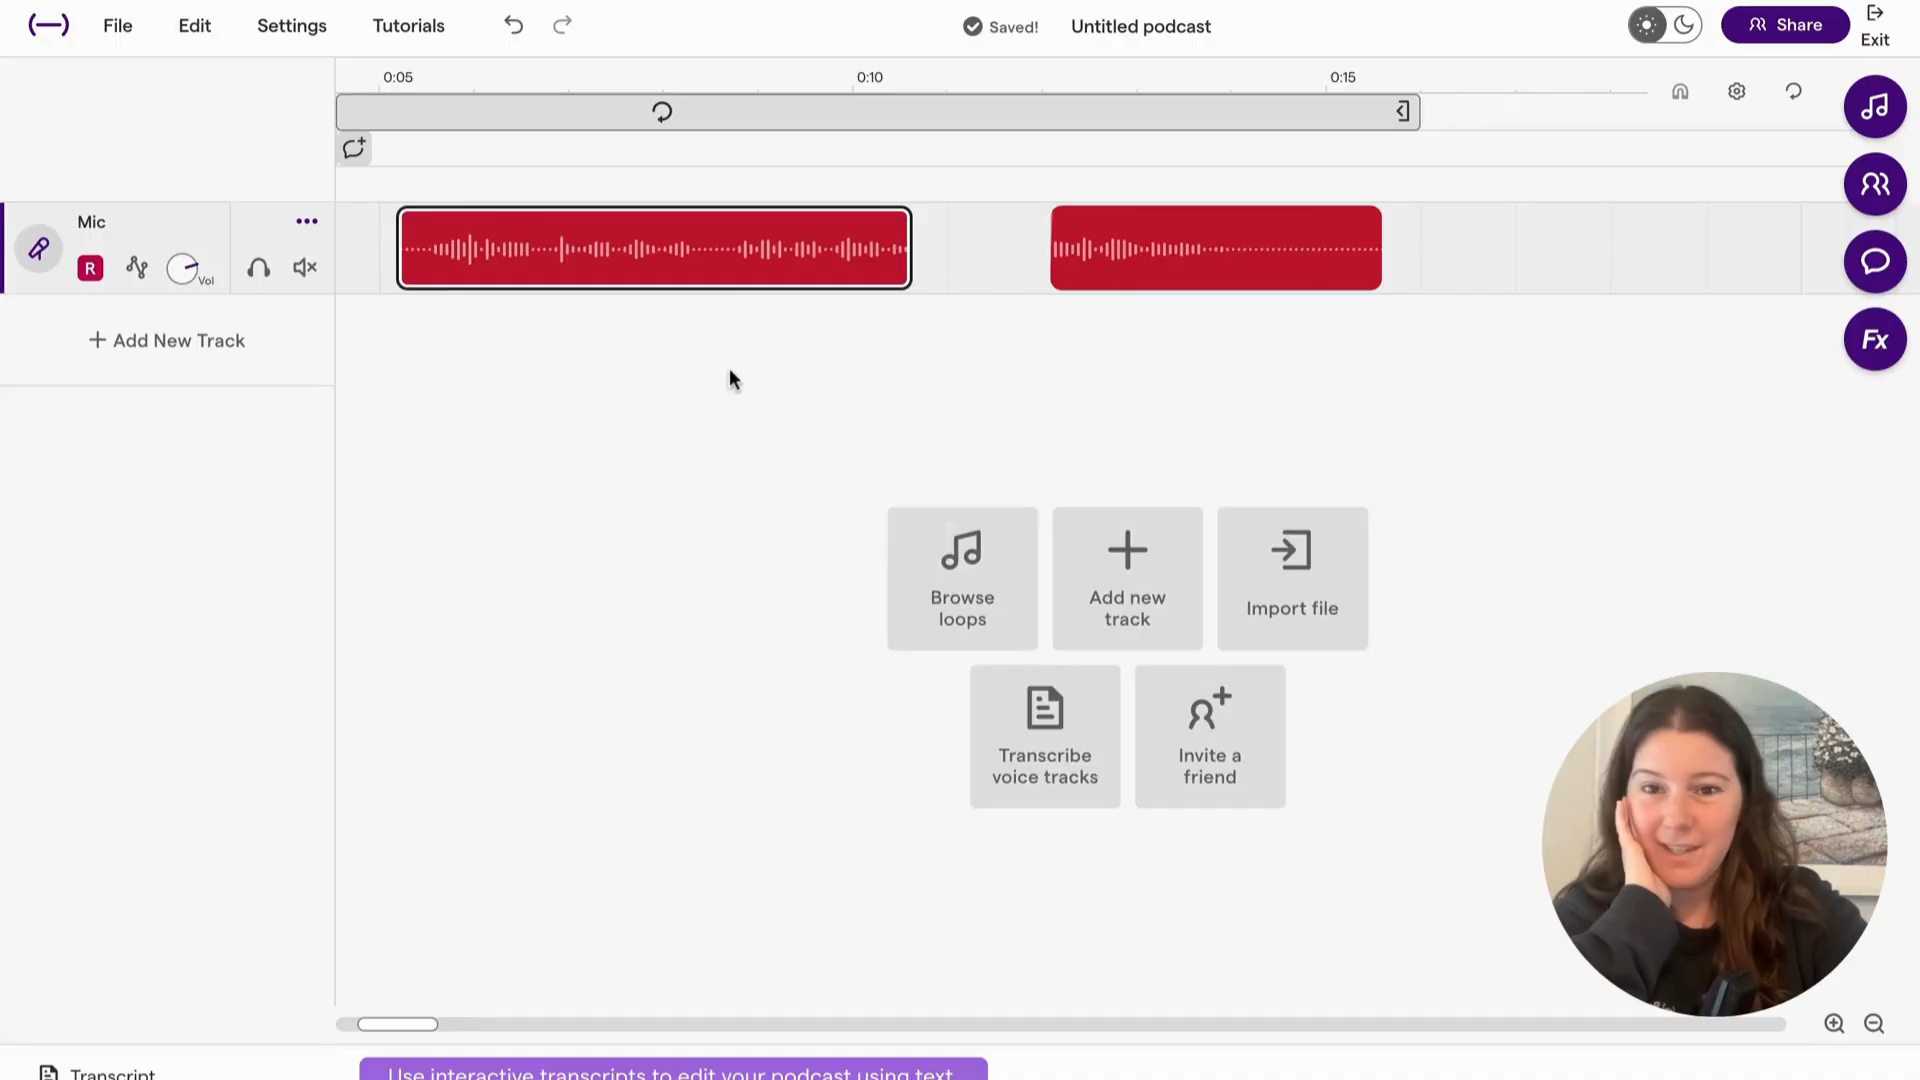 File
Edit
Settings
Tutorials
Saved!
Untitled podcast
Share
Exit
0:05
0:10
0:15
Mic
R
Vol
Fx
+ Add New Track
Browse
loops
Add new
track
Import file
Transcribe
voice tracks
Invite a
friend
Transcript
Use interactive transcripts to edit your podcast using text